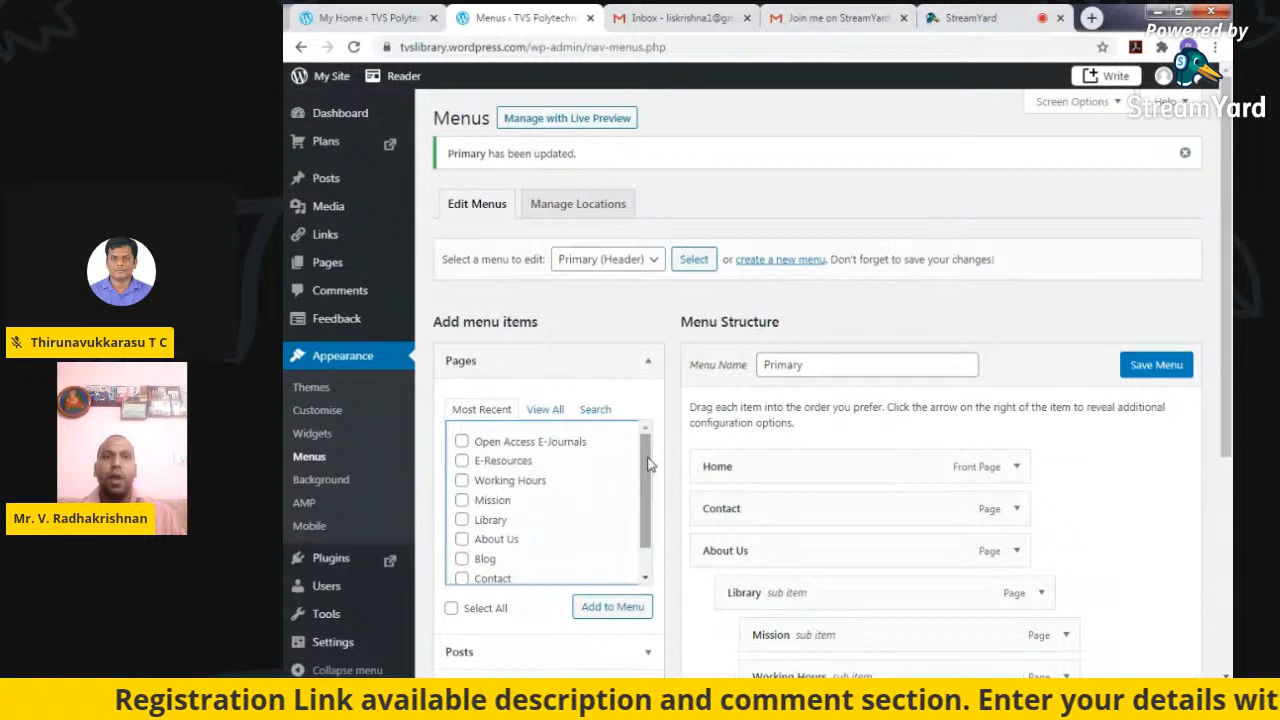 My Home ‹ TVS Polyte
Menus ‹ TVS Polytechn
Inbox - liskrishna1@g
Join me on StreamYard
StreamYard
tvslibrary.wordpress.com/wp-admin/nav-menus.php
Powered by
StreamYard
My Site
Reader
Write
Screen Options
Help
Dashboard
Plans
Posts
Media
Links
Pages
Comments
Feedback
Appearance
Themes
Customise
Widgets
Menus
Background
AMP
Mobile
Plugins
Users
Tools
Settings
Collapse menu
Menus
Manage with Live Preview
Primary has been updated.
Edit Menus
Manage Locations
Select a menu to edit: Primary (Header) Select or create a new menu. Don't forget to save your changes!
Add menu items
Pages
Most Recent View All Search
Open Access E-Journals
E-Resources
Working Hours
Mission
Library
About Us
Blog
Contact
Select All
Add to Menu
Posts
Menu Structure
Menu Name Primary
Save Menu
Drag each item into the order you prefer. Click the arrow on the right of the item to reveal additional
configuration options.
Home Front Page
Contact Page
About Us Page
Library sub item Page
Mission sub item Page
Working Hours sub item Page
Thirunavukkarasu T C
Mr. V. Radhakrishnan
Registration Link available description and comment section. Enter your details wit